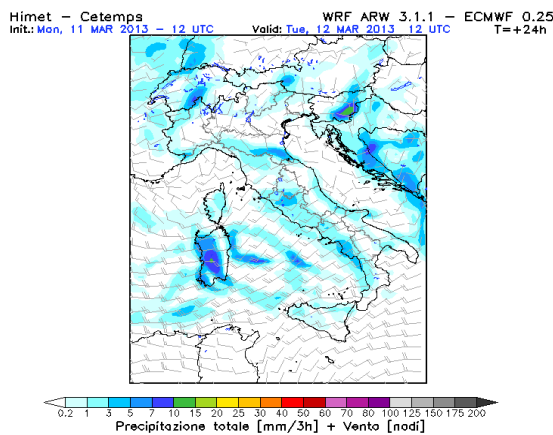 Himet - Cetemps WRF ARW 3.1.1 - ECMWF 0.25
Init.: Mon, 11 MAR 2013 - 12 UTC Valid: Tue, 12 MAR 2013 12 UTC T=+24h
0.2 1 3 5 7 10 15 20 25 30 40 50 60 70 80 100 125 150 175 200
Precipitazione totale [mm/3h] + Vento [nodi]